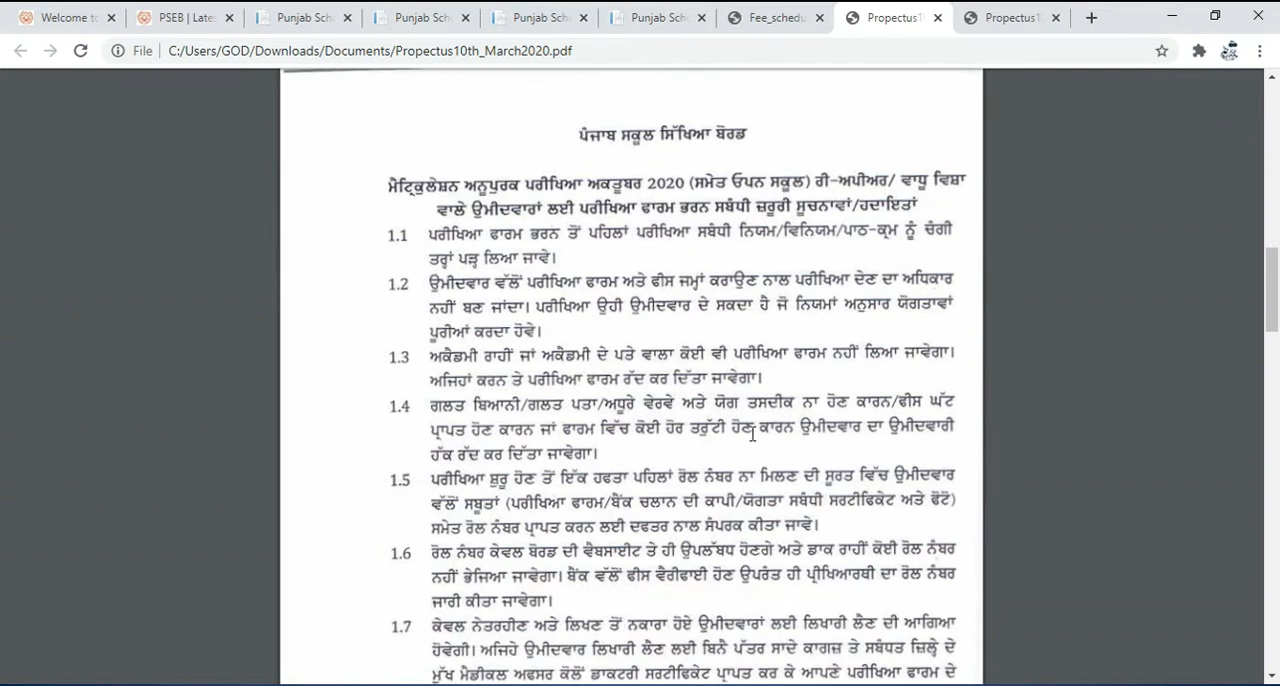 Welcome to
PSEB | Late
Punjab Sch
Punjab Sch
Punjab Sch
Punjab Sch
Fee_schedu
Propectus1
Propectus1
File | C:/Users/GOD/Downloads/Documents/Propectus10th_March2020.pdf
ਪੰਜਾਬ ਸਕੂਲ ਸਿੱਖਿਆ ਬੋਰਡ
ਮੈਟ੍ਰਿਕੁਲੇਸ਼ਨ ਅਨੂਪੁਰਕ ਪਰੀਖਿਆ ਅਕਤੂਬਰ 2020 (ਸਮੇਤ ਓਪਨ ਸਕੂਲ) ਰੀ-ਅਪੀਅਰ/ ਵਾਧੂ ਵਿਸ਼ਾ
ਵਾਲੇ ਉਮੀਦਵਾਰਾਂ ਲਈ ਪਰੀਖਿਆ ਫਾਰਮ ਭਰਨ ਸਬੰਧੀ ਜ਼ਰੂਰੀ ਸੂਚਨਾਵਾਂ/ਹਦਾਇਤਾਂ
1.1 ਪਰੀਖਿਆ ਫਾਰਮ ਭਰਨ ਤੋਂ ਪਹਿਲਾਂ ਪਰੀਖਿਆ ਸਬੰਧੀ ਨਿਯਮ/ਵਿਨਿਯਮ/ਪਾਠ-ਕ੍ਰਮ ਨੂੰ ਚੰਗੀ
ਤਰ੍ਹਾਂ ਪੜ੍ਹ ਲਿਆ ਜਾਵੇ।
1.2 ਉਮੀਦਵਾਰ ਵੱਲੋਂ ਪਰੀਖਿਆ ਫਾਰਮ ਅਤੇ ਫੀਸ ਜਮ੍ਹਾਂ ਕਰਾਉਣ ਨਾਲ ਪਰੀਖਿਆ ਦੇਣ ਦਾ ਅਧਿਕਾਰ
ਨਹੀਂ ਬਣ ਜਾਂਦਾ। ਪਰੀਖਿਆ ਉਹੀ ਉਮੀਦਵਾਰ ਦੇ ਸਕਦਾ ਹੈ ਜੋ ਨਿਯਮਾਂ ਅਨੁਸਾਰ ਯੋਗਤਾਵਾਂ
ਪੂਰੀਆਂ ਕਰਦਾ ਹੋਵੇ।
1.3 ਅਕੈਡਮੀ ਰਾਹੀਂ ਜਾਂ ਅਕੈਡਮੀ ਦੇ ਪਤੇ ਵਾਲਾ ਕੋਈ ਵੀ ਪਰੀਖਿਆ ਫਾਰਮ ਨਹੀਂ ਲਿਆ ਜਾਵੇਗਾ।
ਅਜਿਹਾਂ ਕਰਨ ਤੇ ਪਰੀਖਿਆ ਫਾਰਮ ਰੱਦ ਕਰ ਦਿੱਤਾ ਜਾਵੇਗਾ।
1.4 ਗਲਤ ਬਿਆਨੀ/ਗਲਤ ਪਤਾ/ਅਧੂਰੇ ਵੇਰਵੇ ਅਤੇ ਯੋਗ ਤਸਦੀਕ ਨਾ ਹੋਣ ਕਾਰਨ/ਫੀਸ ਘੱਟ
ਪ੍ਰਾਪਤ ਹੋਣ ਕਾਰਨ ਜਾਂ ਫਾਰਮ ਵਿੱਚ ਕੋਈ ਹੋਰ ਤਰੁੱਟੀ ਹੋਣ ਕਾਰਨ ਉਮੀਦਵਾਰ ਦਾ ਉਮੀਦਵਾਰੀ
ਹੱਕ ਰੱਦ ਕਰ ਦਿੱਤਾ ਜਾਵੇਗਾ।
1.5 ਪਰੀਖਿਆ ਸ਼ੁਰੂ ਹੋਣ ਤੋਂ ਇੱਕ ਹਫਤਾ ਪਹਿਲਾਂ ਰੋਲ ਨੰਬਰ ਨਾ ਮਿਲਣ ਦੀ ਸੂਰਤ ਵਿੱਚ ਉਮੀਦਵਾਰ
ਵੱਲੋਂ ਸਬੂਤਾਂ (ਪਰੀਖਿਆ ਫਾਰਮ/ਬੈਂਕ ਚਲਾਨ ਦੀ ਕਾਪੀ/ਯੋਗਤਾ ਸਬੰਧੀ ਸਰਟੀਫਿਕੇਟ ਅਤੇ ਫੋਟੋ)
ਸਮੇਤ ਰੋਲ ਨੰਬਰ ਪ੍ਰਾਪਤ ਕਰਨ ਲਈ ਦਫਤਰ ਨਾਲ ਸੰਪਰਕ ਕੀਤਾ ਜਾਵੇ।
1.6 ਰੋਲ ਨੰਬਰ ਕੇਵਲ ਬੋਰਡ ਦੀ ਵੈਬਸਾਈਟ ਤੇ ਹੀ ਉਪਲੱਬਧ ਹੋਣਗੇ ਅਤੇ ਡਾਕ ਰਾਹੀਂ ਕੋਈ ਰੋਲ ਨੰਬਰ
ਨਹੀਂ ਭੇਜਿਆ ਜਾਵੇਗਾ। ਬੈਂਕ ਵੱਲੋਂ ਫੀਸ ਵੈਰੀਫਾਈ ਹੋਣ ਉਪਰੰਤ ਹੀ ਪ੍ਰੀਖਿਆਰਥੀ ਦਾ ਰੋਲ ਨੰਬਰ
ਜਾਰੀ ਕੀਤਾ ਜਾਵੇਗਾ।
1.7 ਕੇਵਲ ਨੇਤਰਹੀਣ ਅਤੇ ਲਿਖਣ ਤੋਂ ਨਕਾਰਾ ਹੋਏ ਉਮੀਦਵਾਰਾਂ ਲਈ ਲਿਖਾਰੀ ਲੈਣ ਦੀ ਆਗਿਆ
ਹੋਵੇਗੀ। ਅਜਿਹੇ ਉਮੀਦਵਾਰ ਲਿਖਾਰੀ ਲੈਣ ਲਈ ਬਿਨੈ ਪੱਤਰ ਸਾਦੇ ਕਾਗਜ਼ ਤੇ ਸਬੰਧਤ ਜ਼ਿਲ੍ਹੇ ਦੇ
ਮੁੱਖ ਮੈਡੀਕਲ ਅਫਸਰ ਕੋਲੋਂ ਡਾਕਟਰੀ ਸਰਟੀਫਿਕੇਟ ਪ੍ਰਾਪਤ ਕਰ ਕੇ ਆਪਣੇ ਪਰੀਖਿਆ ਫਾਰਮ ਦੇ